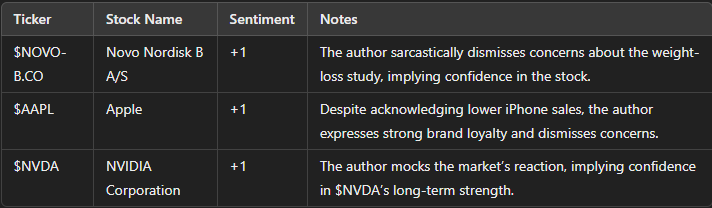 Ticker Stock Name Sentiment Notes
$NOVO- Novo Nordisk B +1 The author sarcastically dismisses concerns about the weight-
B.CO A/S loss study, implying confidence in the stock.
$AAPL Apple +1 Despite acknowledging lower iPhone sales, the author
expresses strong brand loyalty and dismisses concerns.
$NVDA NVIDIA +1 The author mocks the market’s reaction, implying confidence
Corporation in $NVDA’s long-term strength.